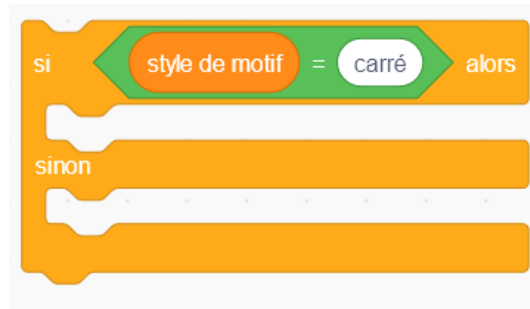 si style de motif = carré alors
sinon